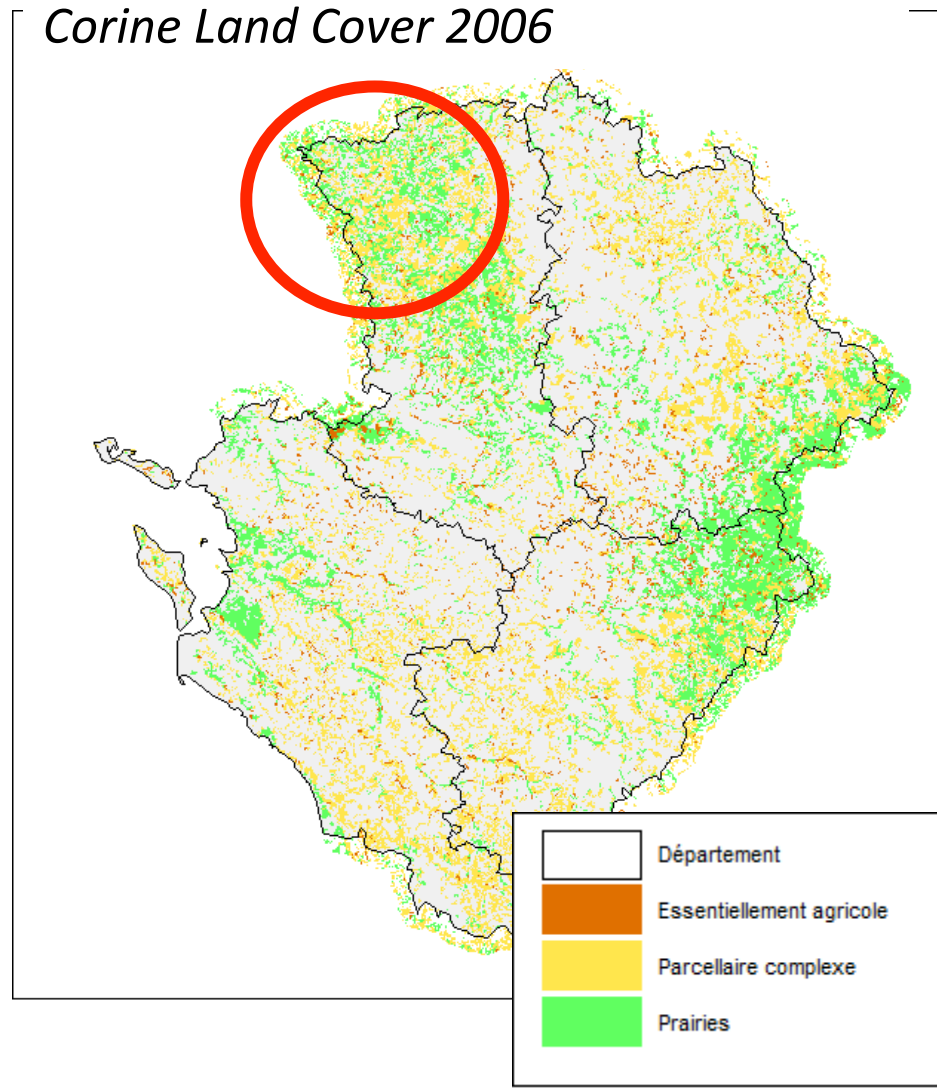 Corine Land Cover 2006
Département
Essentiellement agricole
Parcellaire complexe
Prairies